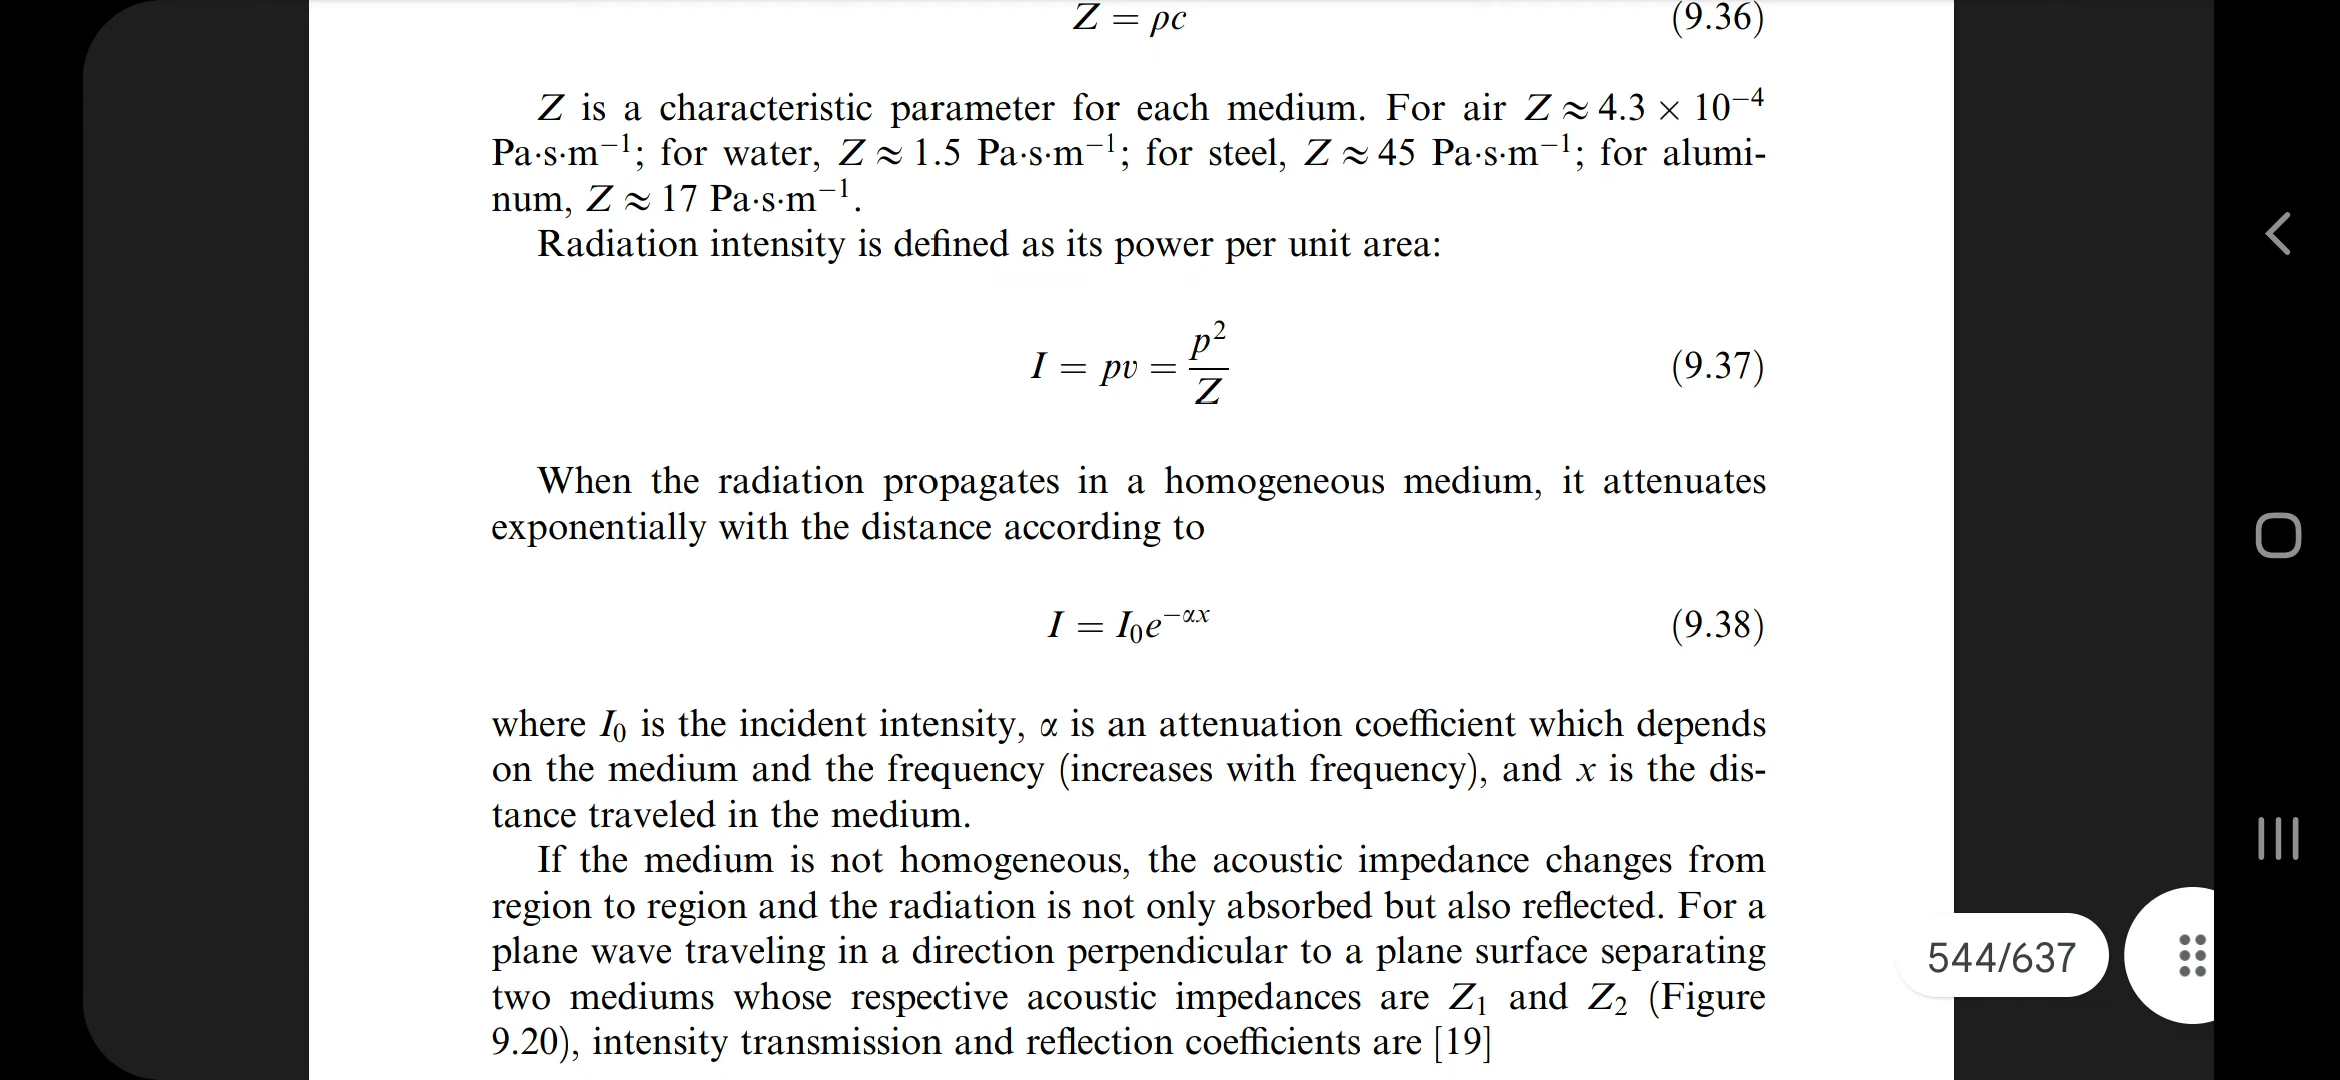 Z = ρc (9.36)
Z is a characteristic parameter for each medium. For air Z ≈ 4.3 × 10⁻⁴
Pa·s·m⁻¹; for water, Z ≈ 1.5 Pa·s·m⁻¹; for steel, Z ≈ 45 Pa·s·m⁻¹; for alumi-
num, Z ≈ 17 Pa·s·m⁻¹.
Radiation intensity is defined as its power per unit area:
I = pv = p²/Z (9.37)
When the radiation propagates in a homogeneous medium, it attenuates
exponentially with the distance according to
I = I₀e⁻ᵅˣ (9.38)
where I₀ is the incident intensity, α is an attenuation coefficient which depends
on the medium and the frequency (increases with frequency), and x is the dis-
tance traveled in the medium.
If the medium is not homogeneous, the acoustic impedance changes from
region to region and the radiation is not only absorbed but also reflected. For a
plane wave traveling in a direction perpendicular to a plane surface separating
two mediums whose respective acoustic impedances are Z₁ and Z₂ (Figure
9.20), intensity transmission and reflection coefficients are [19]
544/637